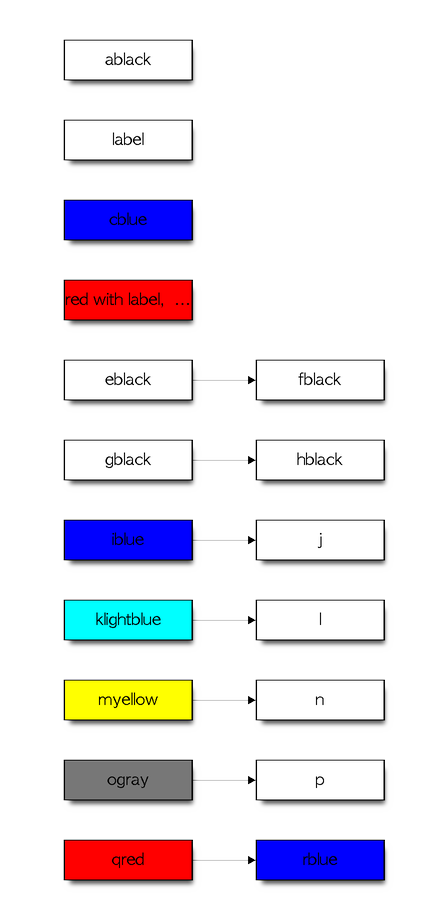 ablack
label
cblue
red with label, ...
eblack fblack
gblack hblack
iblue j
klightblue l
myellow n
ogray p
qred rblue